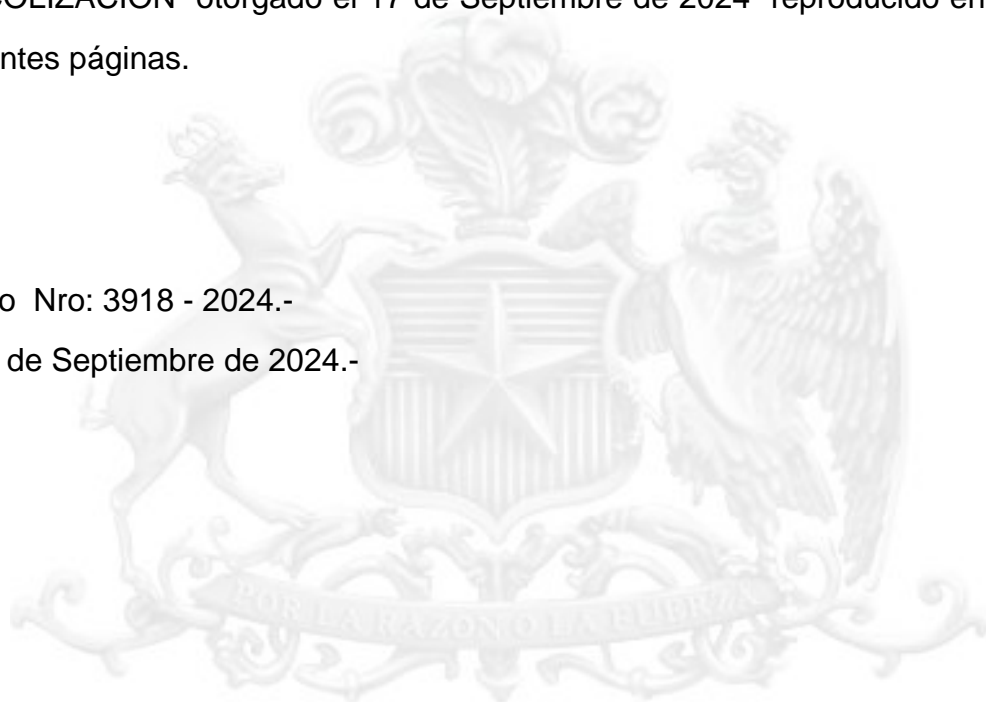 COLIZACION otorgado el 17 de Septiembre de 2024 reproducido en
ntes páginas.
o Nro: 3918 - 2024.-
de Septiembre de 2024.-
POR LA RAZON O LA FUERZA